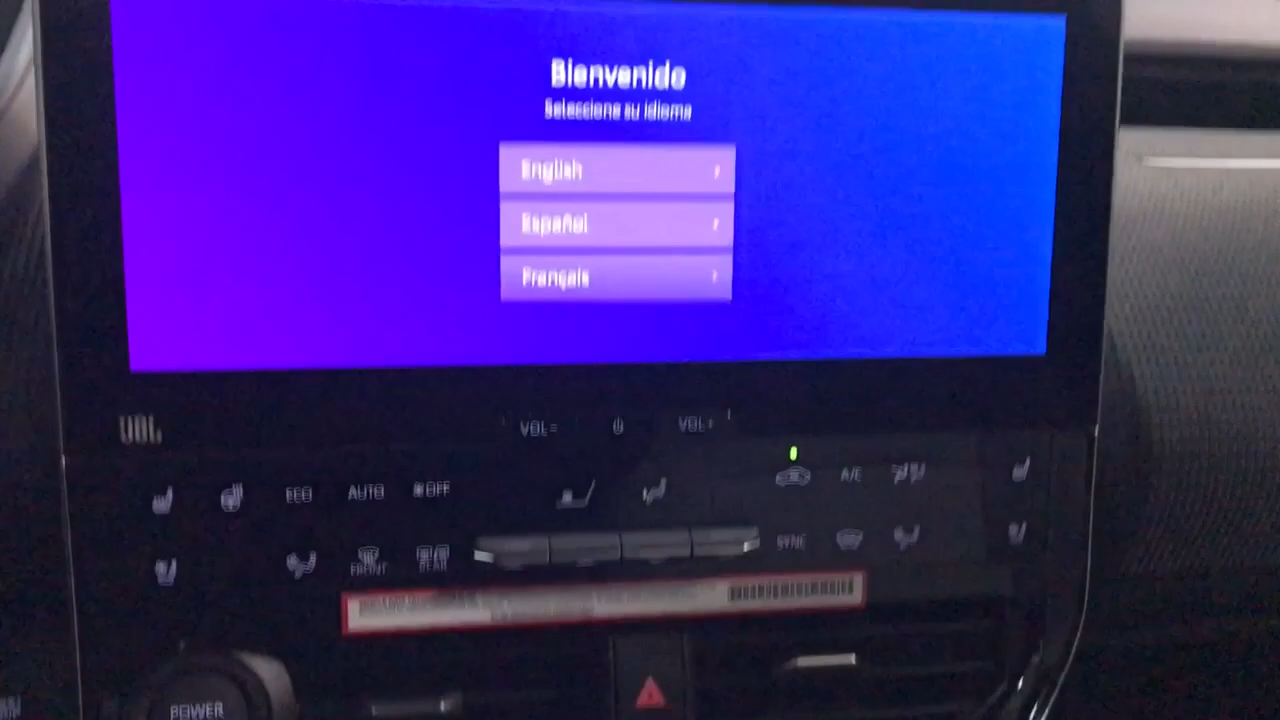 Bienvenido
Seleccione su idioma
English
Español
Français
JBL
VOL-
VOL+
ECO
AUTO
OFF
A/C
FRONT
REAR
SYNC
POWER